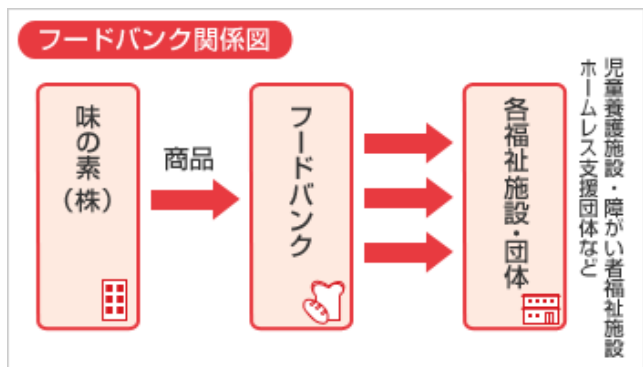 フードバンク関係図
味の素
(株)
商品
フードバンク
各福祉施設・団体
児童養護施設・障がい者福祉施設
ホームレス支援団体など